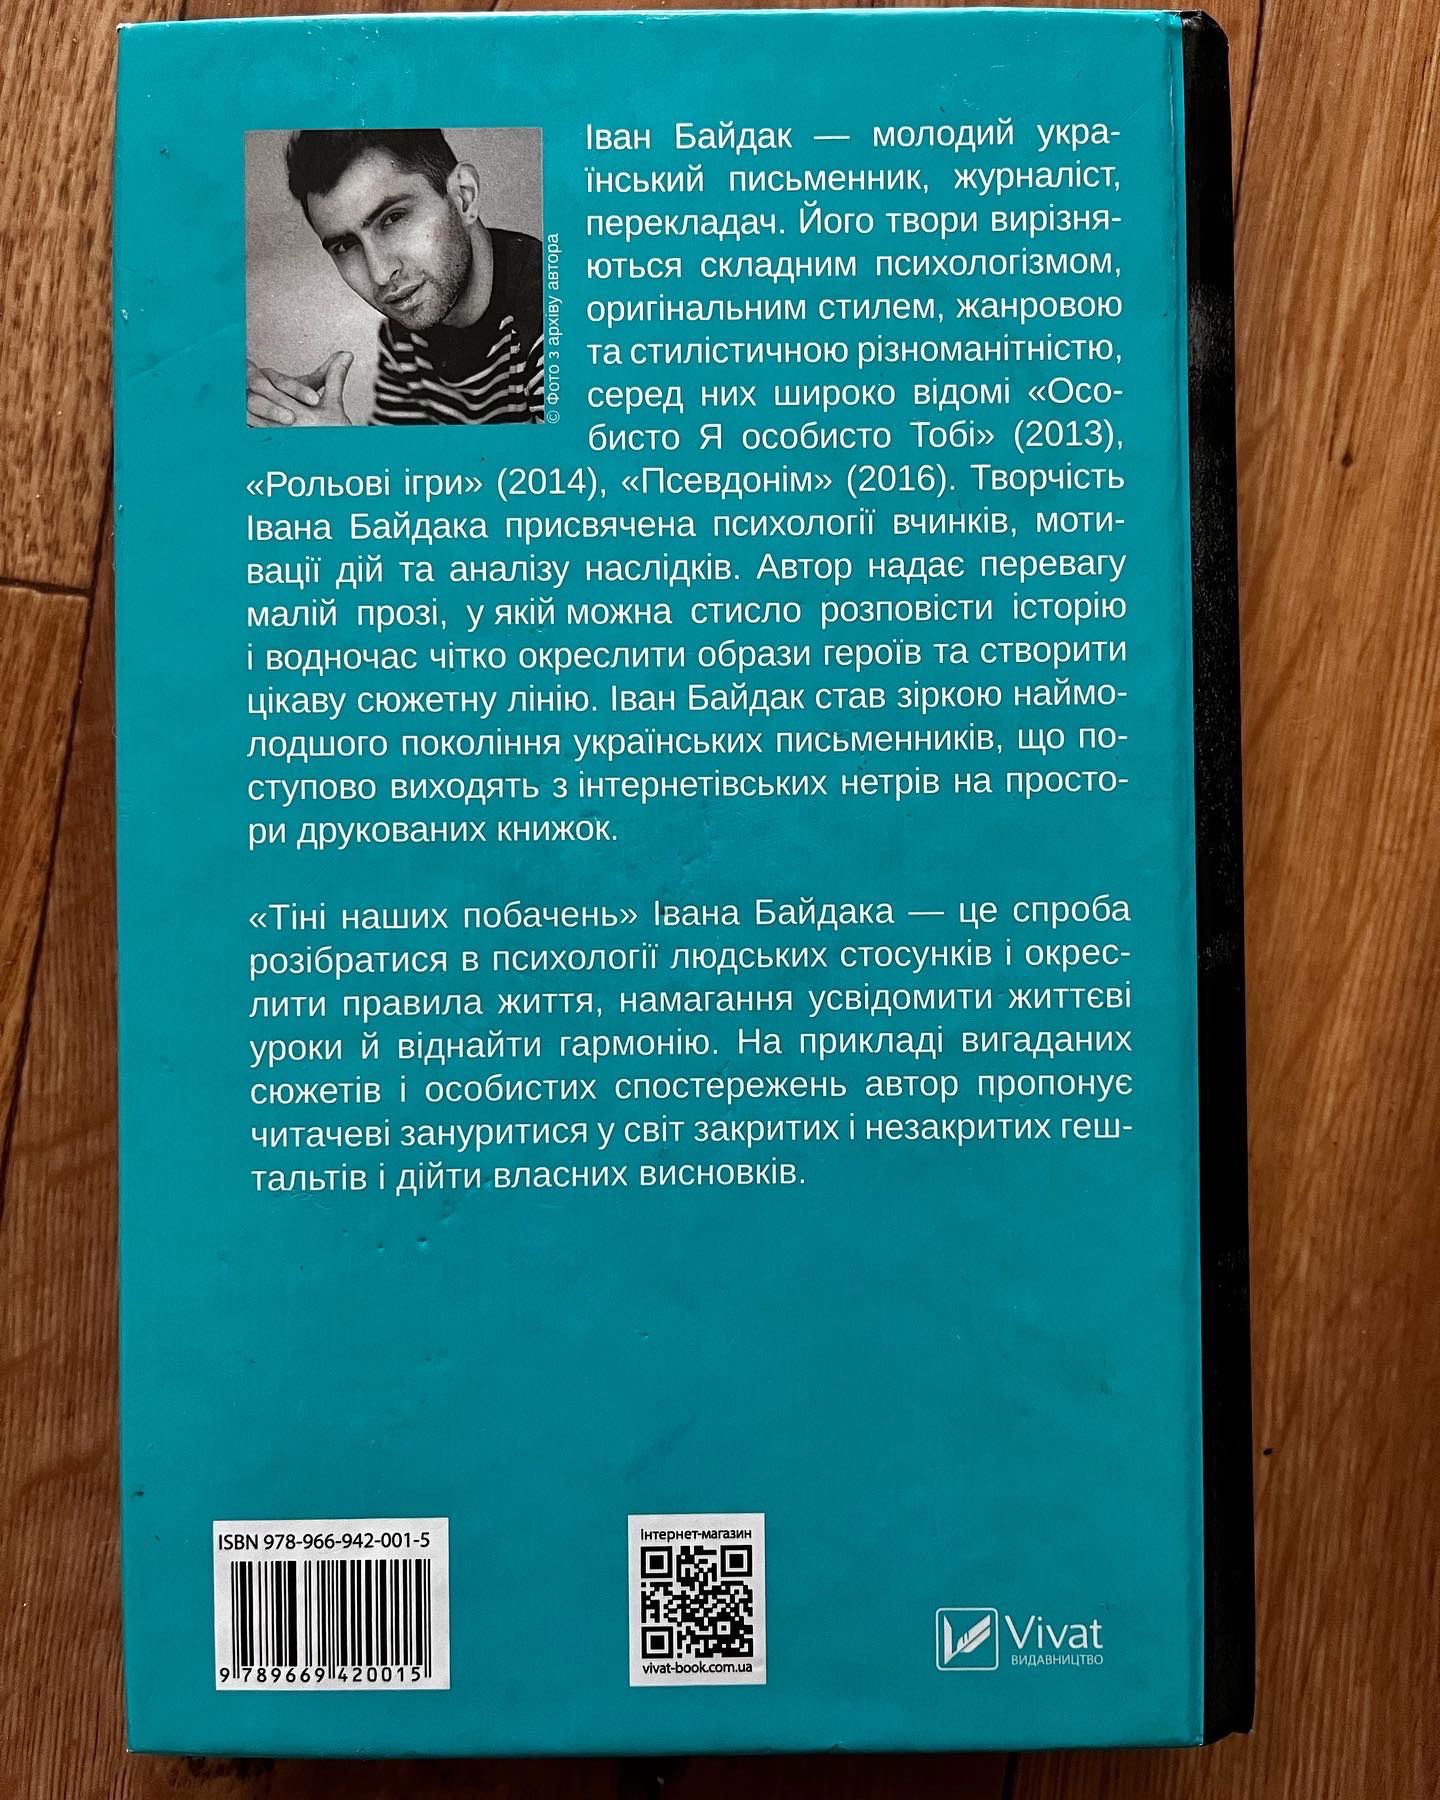 Іван Байдак — молодий укра-
їнський письменник, журналіст,
перекладач. Його твори вирізня-
ються складним психологізмом,
оригінальним стилем, жанровою
та стилістичною різноманітністю,
серед них широко відомі «Осо-
бисто Я особисто Тобі» (2013),
«Рольові ігри» (2014), «Псевдонім» (2016). Творчість
Івана Байдака присвячена психології вчинків, моти-
вації дій та аналізу наслідків. Автор надає перевагу
малій прозі, у якій можна стисло розповісти історію
і водночас чітко окреслити образи героїв та створити
цікаву сюжетну лінію. Іван Байдак став зіркою наймо-
лодшого покоління українських письменників, що по-
ступово виходять з інтернетівських нетрів на просто-
ри друкованих книжок.
© Фото з архіву автора
«Тіні наших побачень» Івана Байдака — це спроба
розібратися в психології людських стосунків і окрес-
лити правила життя, намагання усвідомити життєві
уроки й віднайти гармонію. На прикладі вигаданих
сюжетів і особистих спостережень автор пропонує
читачеві зануритися у світ закритих і незакритих геш-
тальтів і дійти власних висновків.
ISBN 978-966-942-001-5
9 789669 420015
інтернет-магазин
vivat-book.com.ua
Vivat
ВИДАВНИЦТВО